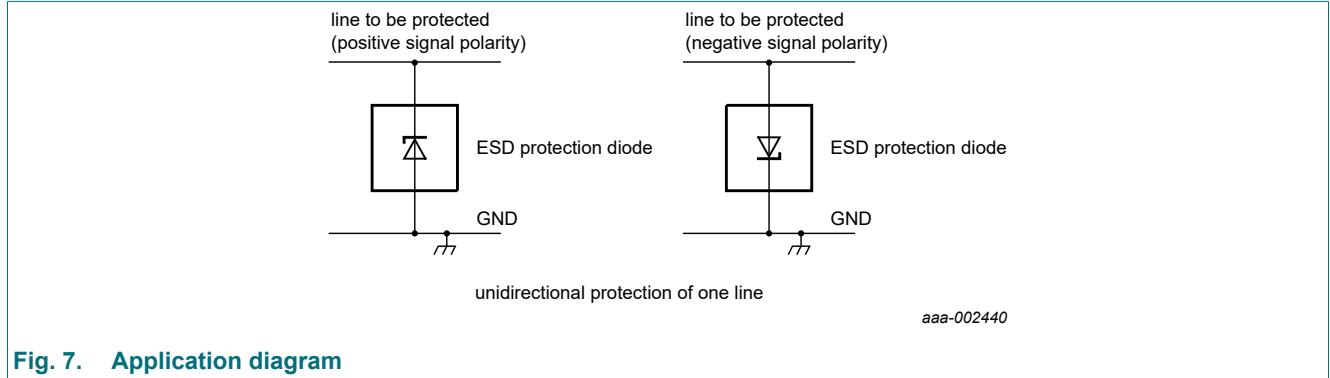 line to be protected
(positive signal polarity)
line to be protected
(negative signal polarity)
ESD protection diode
ESD protection diode
GND
GND
unidirectional protection of one line
aaa-002440
Fig. 7. Application diagram